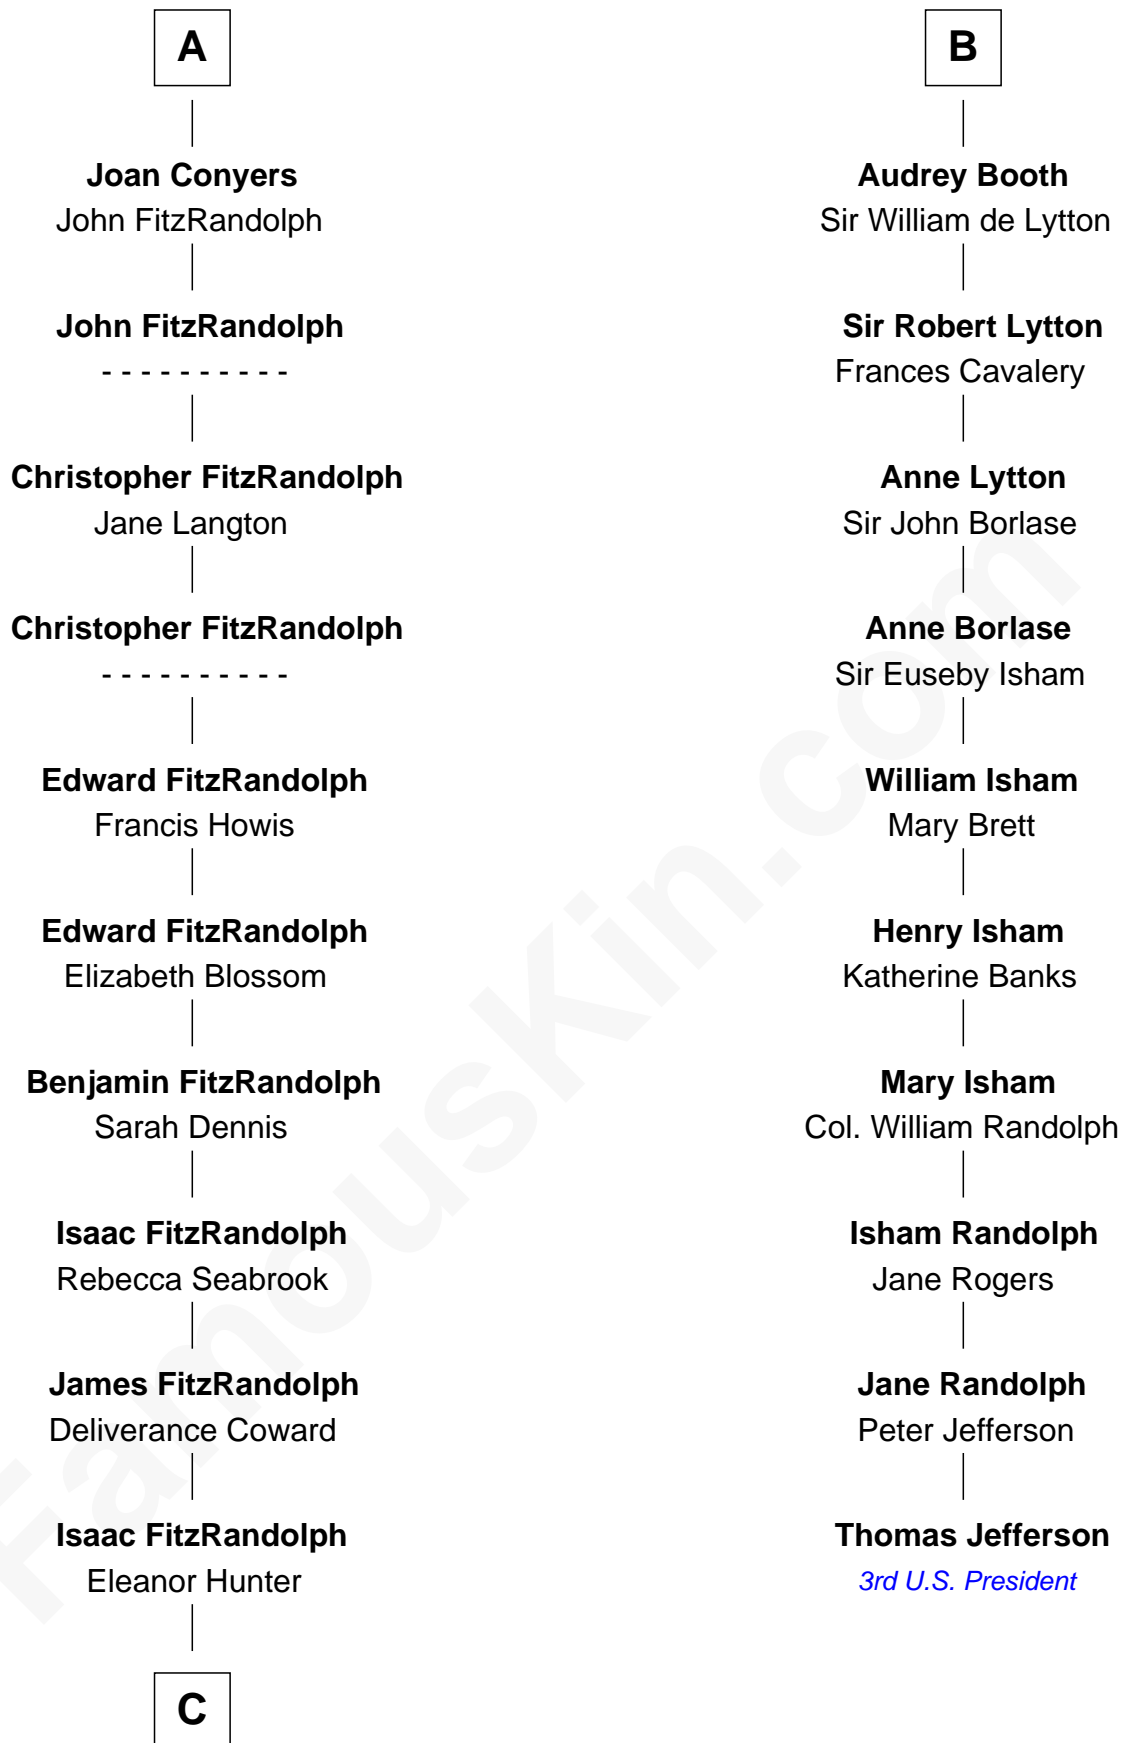 A
Joan Conyers
John FitzRandolph
John FitzRandolph
- - - - - - - - - -
Christopher FitzRandolph
Jane Langton
Christopher FitzRandolph
- - - - - - - - - -
Edward FitzRandolph
Francis Howis
Edward FitzRandolph
Elizabeth Blossom
Benjamin FitzRandolph
Sarah Dennis
Isaac FitzRandolph
Rebecca Seabrook
James FitzRandolph
Deliverance Coward
Isaac FitzRandolph
Eleanor Hunter
C
B
Audrey Booth
Sir William de Lytton
Sir Robert Lytton
Frances Cavalery
Anne Lytton
Sir John Borlase
Anne Borlase
Sir Euseby Isham
William Isham
Mary Brett
Henry Isham
Katherine Banks
Mary Isham
Col. William Randolph
Isham Randolph
Jane Rogers
Jane Randolph
Peter Jefferson
Thomas Jefferson
3rd U.S. President
FamousKin.com